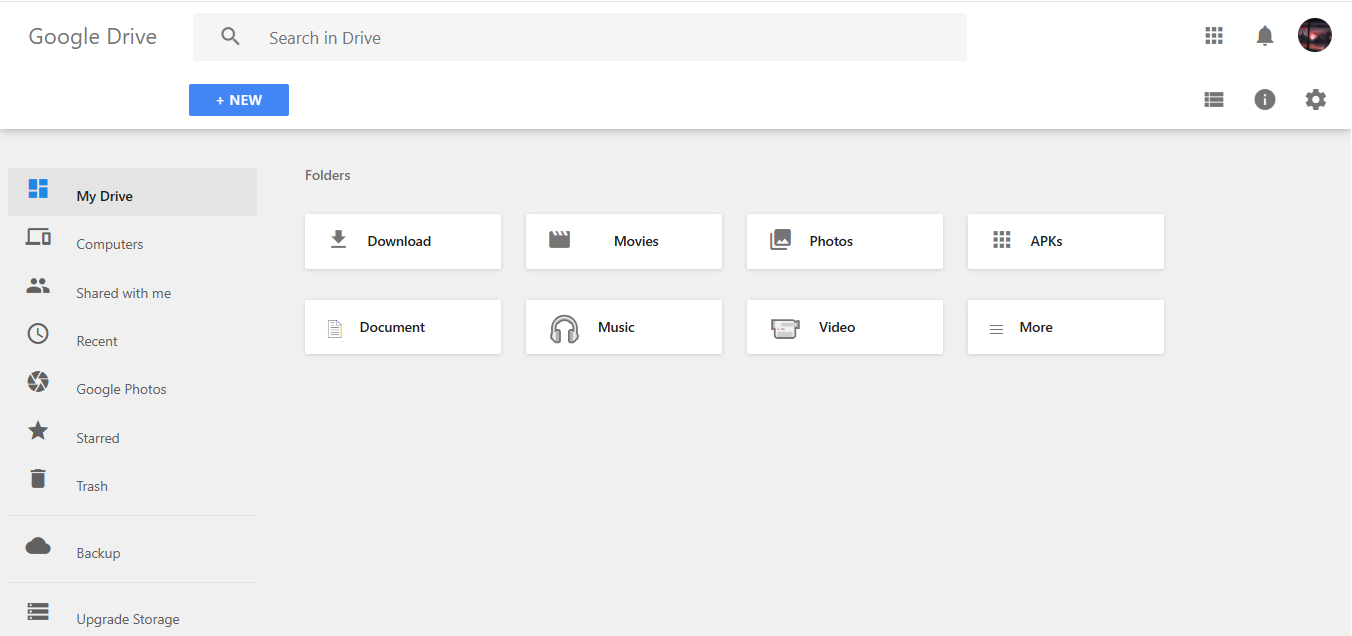 Google Drive
Search in Drive
+ NEW
My Drive
Computers
Shared with me
Recent
Google Photos
Starred
Trash
Backup
Upgrade Storage
Folders
Download
Movies
Photos
APKs
Document
Music
Video
More